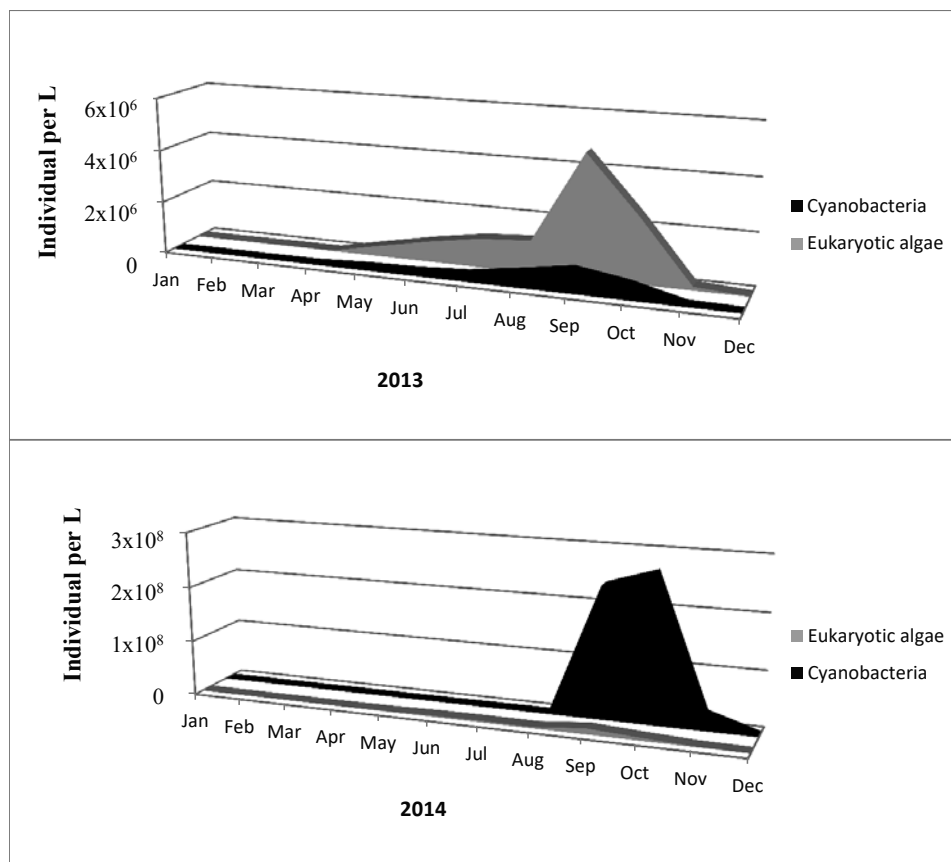 Individual per L
6x10⁶
4x10⁶
2x10⁶
0
Jan Feb Mar Apr May Jun Jul Aug Sep Oct Nov Dec
2013
Cyanobacteria
Eukaryotic algae
Individual per L
3x10⁸
2x10⁸
1x10⁸
0
Jan Feb Mar Apr May Jun Jul Aug Sep Oct Nov Dec
2014
Eukaryotic algae
Cyanobacteria